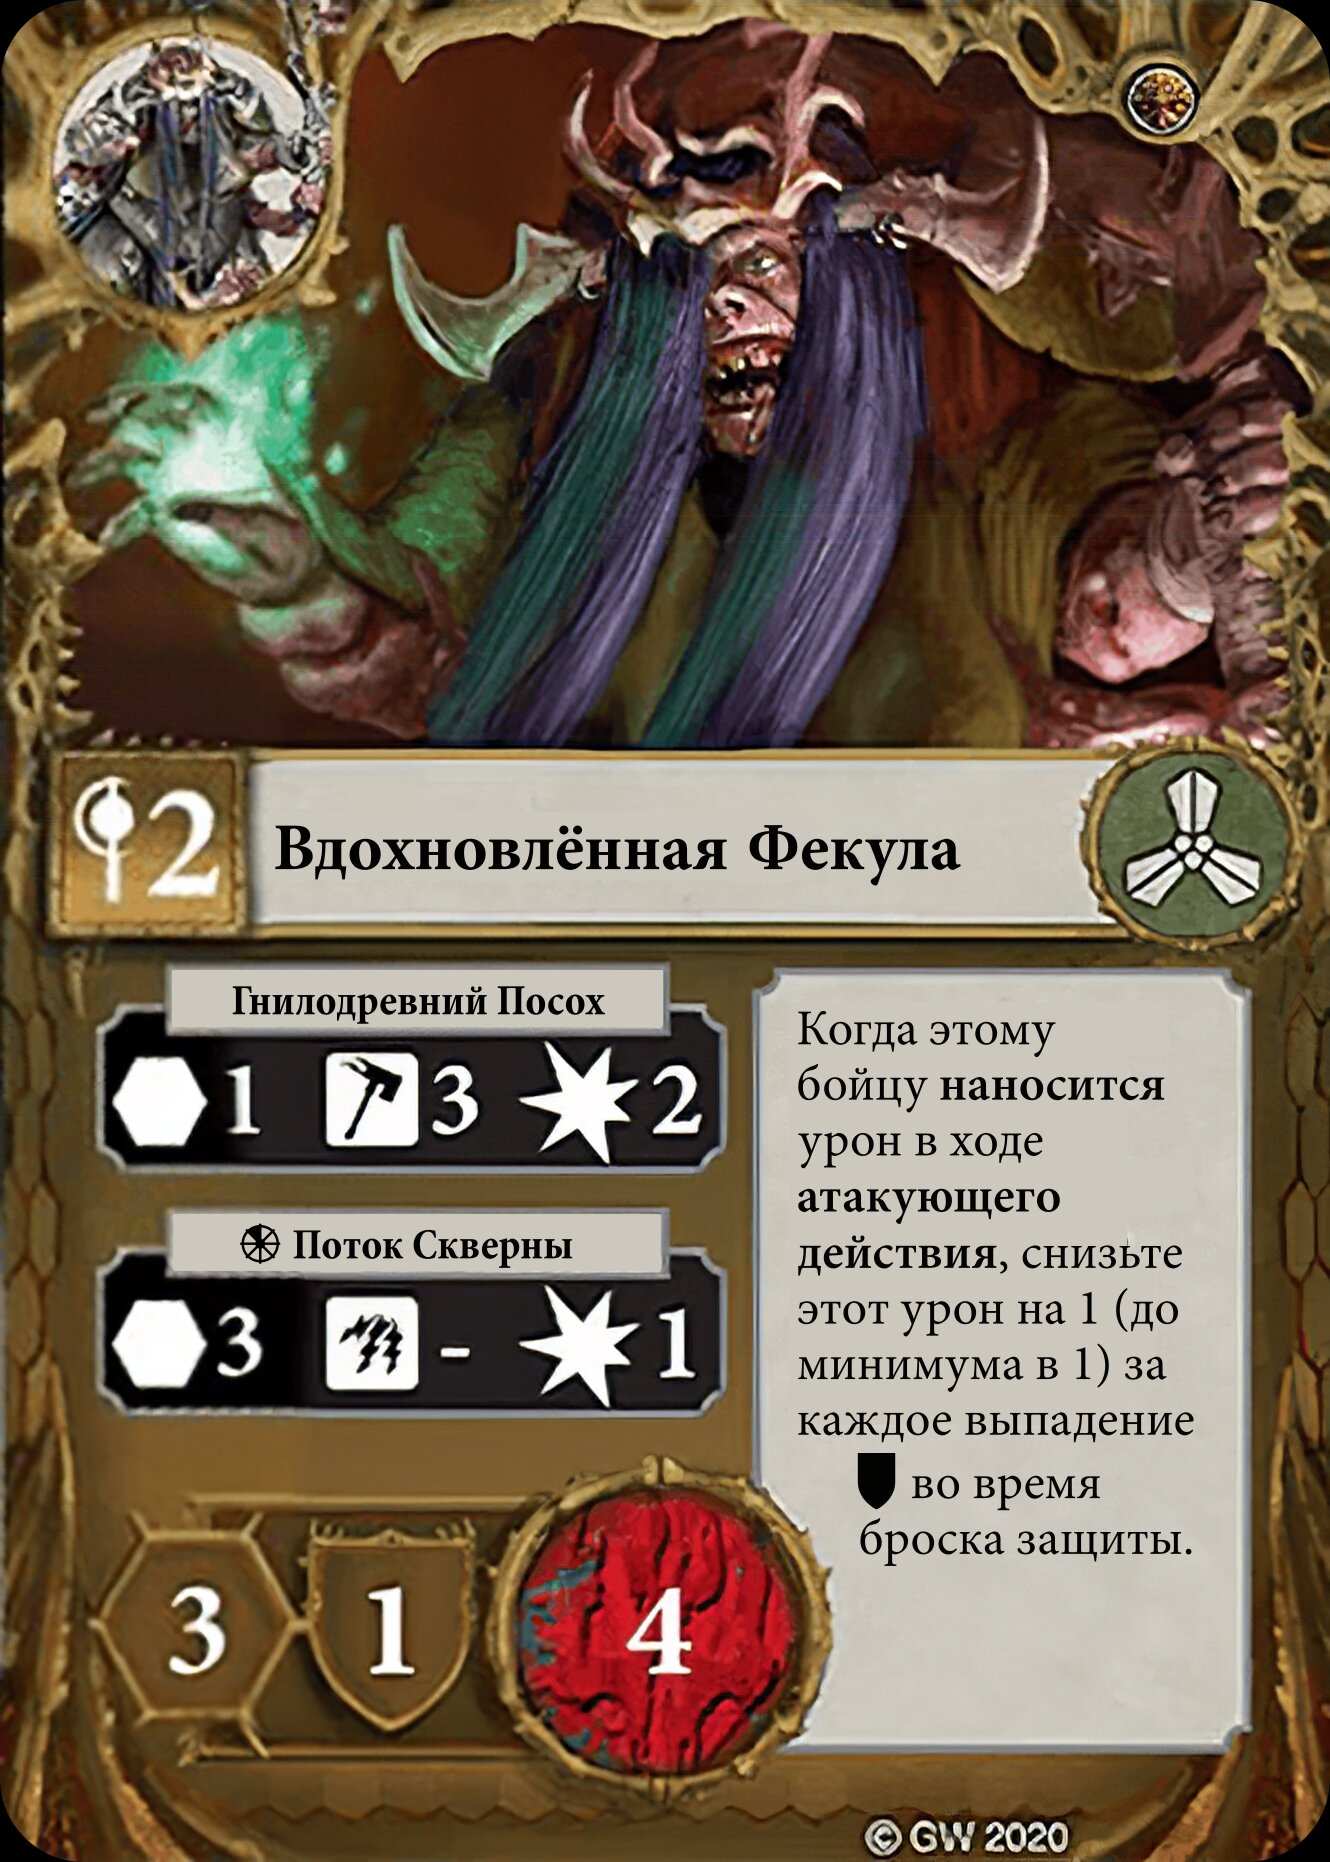 2
Вдохновлённая Фекула
Гнилодревний Посох
1 3 2
Поток Скверны
3 - 1
Когда этому
бойцу наносится
урон в ходе
атакующего
действия, снизьте
этот урон на 1 (до
минимума в 1) за
каждое выпадение
во время
броска защиты.
3 1 4
© GW 2020